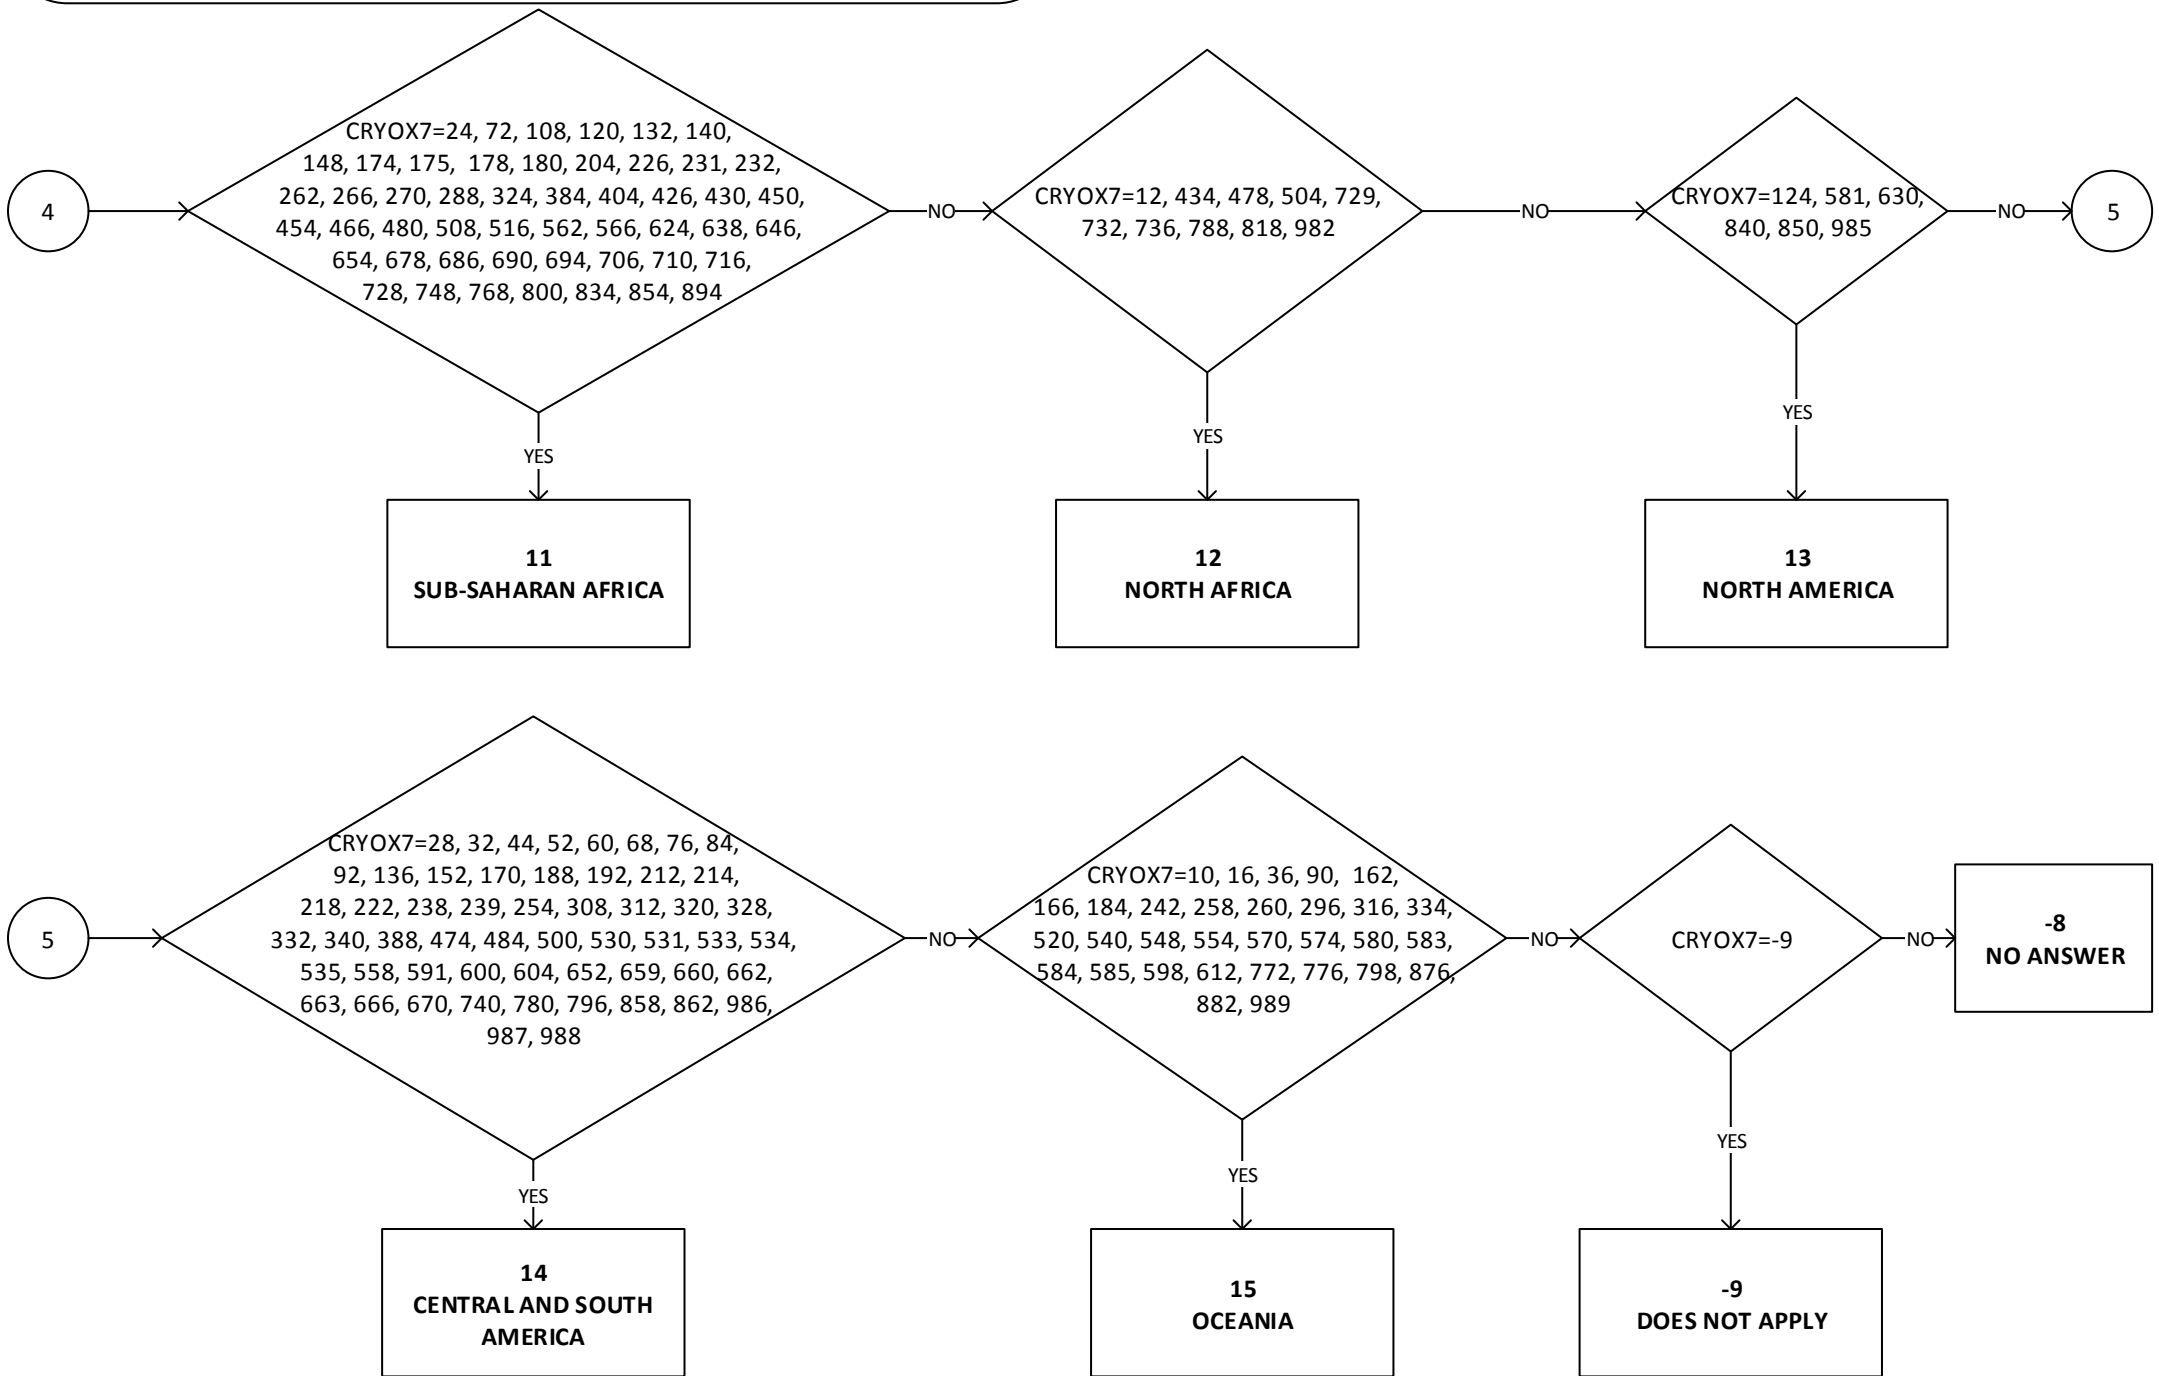 CRYOX7=24, 72, 108, 120, 132, 140,
148, 174, 175,  178, 180, 204, 226, 231, 232,
262, 266, 270, 288, 324, 384, 404, 426, 430, 450,
454, 466, 480, 508, 516, 562, 566, 624, 638, 646,
654, 678, 686, 690, 694, 706, 710, 716,
728, 748, 768, 800, 834, 854, 894
CRYOX7=12, 434, 478, 504, 729,
732, 736, 788, 818, 982
CRYOX7=124, 581, 630,
840, 850, 985
4
NO
NO
NO
5
YES
YES
YES
11
SUB-SAHARAN AFRICA
12
NORTH AFRICA
13
NORTH AMERICA
CRYOX7=28, 32, 44, 52, 60, 68, 76, 84,
92, 136, 152, 170, 188, 192, 212, 214,
218, 222, 238, 239, 254, 308, 312, 320, 328,
332, 340, 388, 474, 484, 500, 530, 531, 533, 534,
535, 558, 591, 600, 604, 652, 659, 660, 662,
663, 666, 670, 740, 780, 796, 858, 862, 986,
987, 988
CRYOX7=10, 16, 36, 90,  162,
166, 184, 242, 258, 260, 296, 316, 334,
520, 540, 548, 554, 570, 574, 580, 583,
584, 585, 598, 612, 772, 776, 798, 876,
882, 989
5
NO
NO
CRYOX7=-9
NO
-8
NO ANSWER
YES
YES
YES
14
CENTRAL AND SOUTH
AMERICA
15
OCEANIA
-9
DOES NOT APPLY